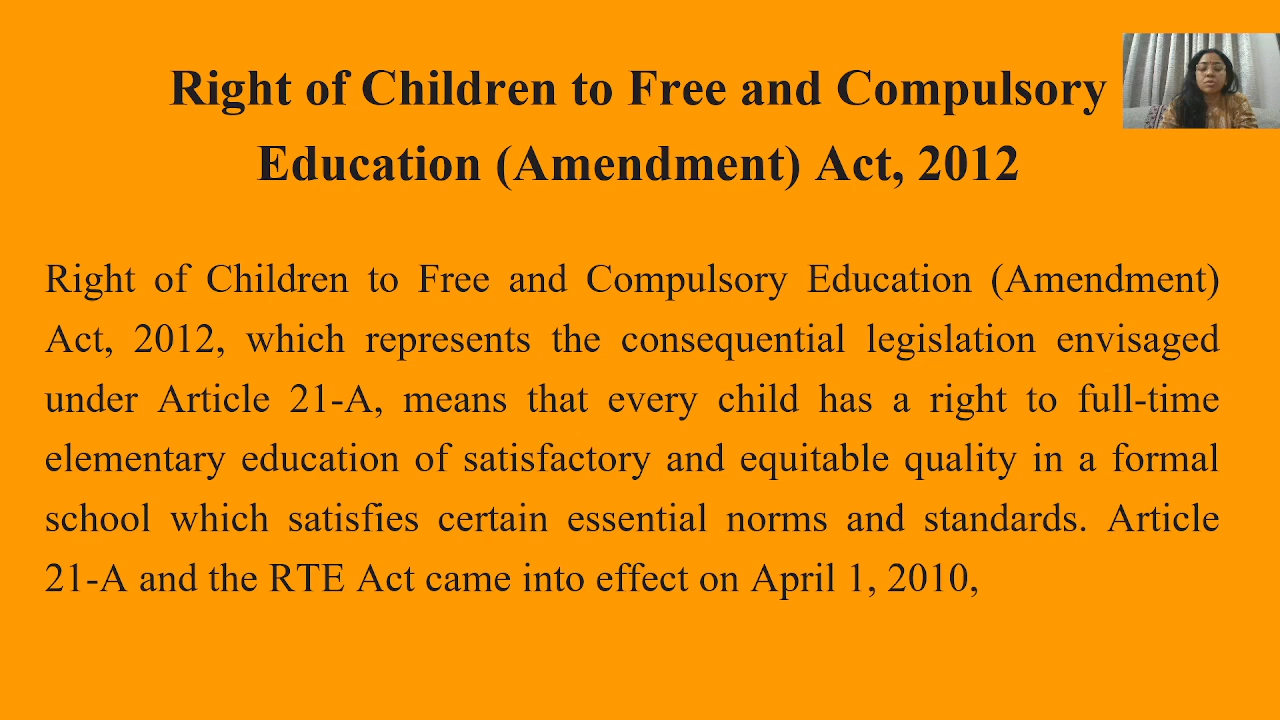 Right of Children to Free and Compulsory
Education (Amendment) Act, 2012
Right of Children to Free and Compulsory Education (Amendment)
Act, 2012, which represents the consequential legislation envisaged
under Article 21-A, means that every child has a right to full-time
elementary education of satisfactory and equitable quality in a formal
school which satisfies certain essential norms and standards. Article
21-A and the RTE Act came into effect on April 1, 2010,